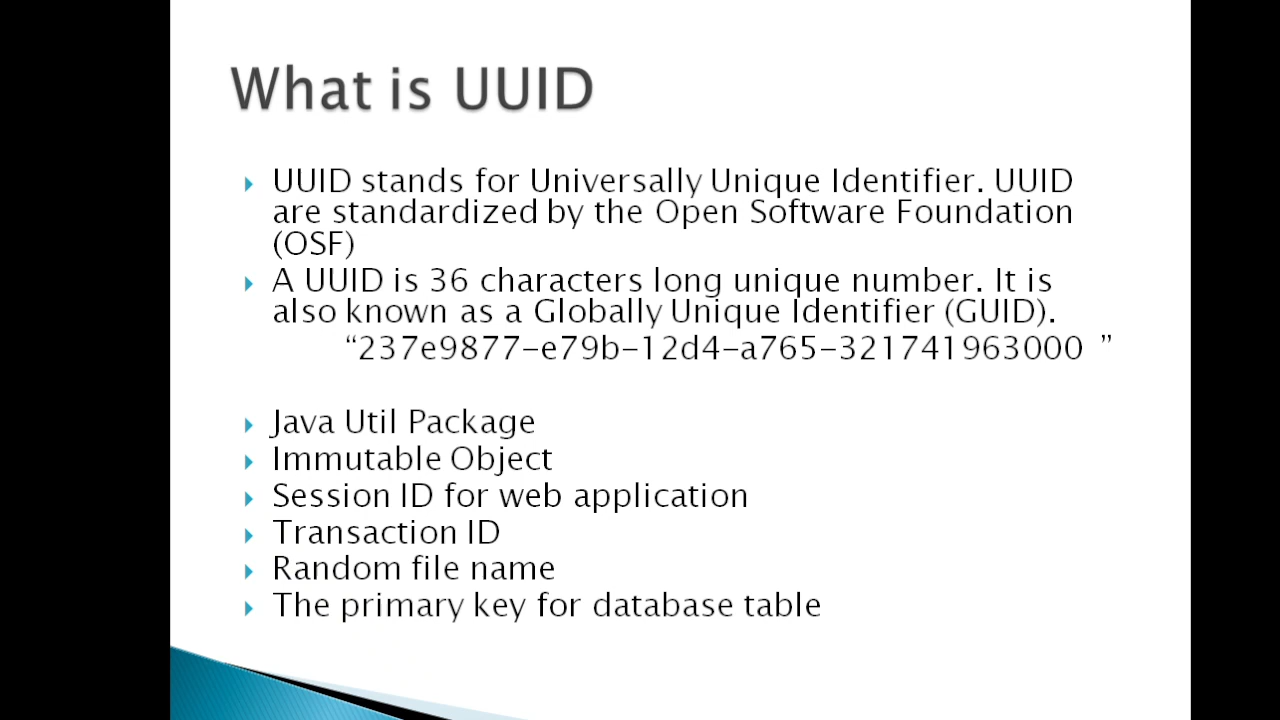 What is UUID
UUID stands for Universally Unique Identifier. UUID
are standardized by the Open Software Foundation
(OSF)
A UUID is 36 characters long unique number. It is
also known as a Globally Unique Identifier (GUID).
“237e9877-e79b-12d4-a765-321741963000 ”
Java Util Package
Immutable Object
Session ID for web application
Transaction ID
Random file name
The primary key for database table